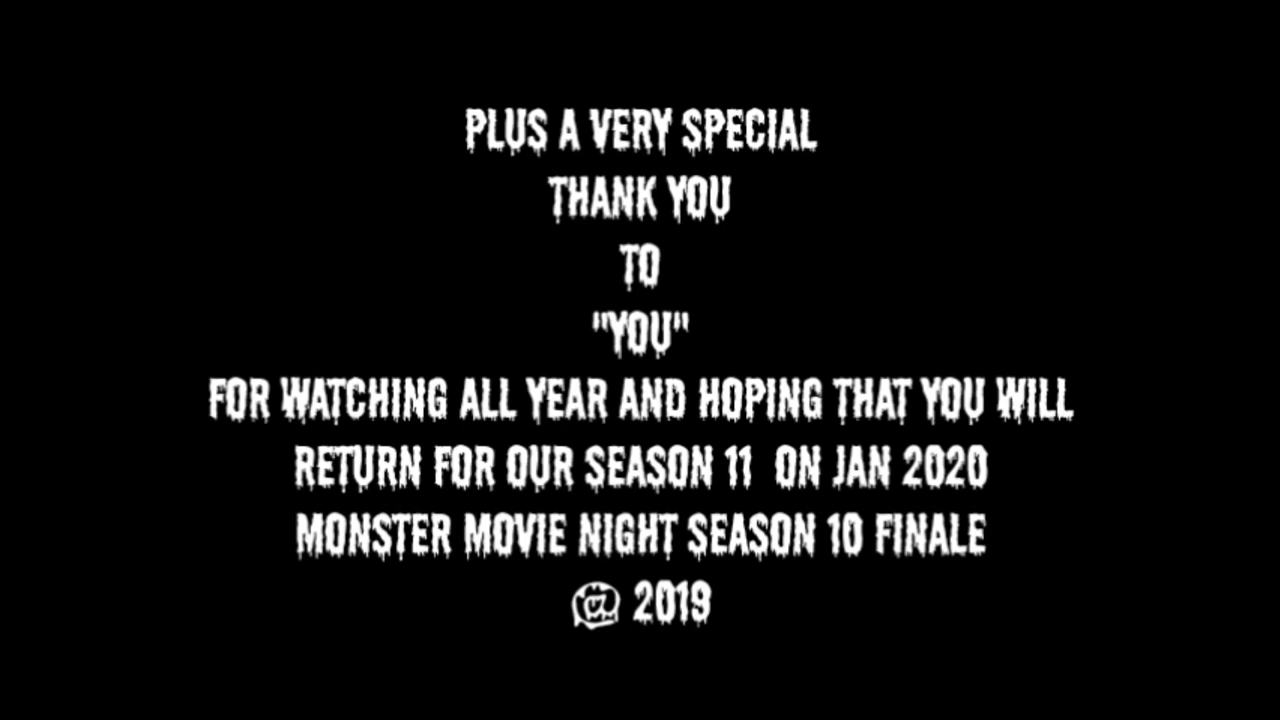 PLUS A VERY SPECIAL
THANK YOU
TO
"YOU"
FOR WATCHING ALL YEAR AND HOPING THAT YOU WILL
RETURN FOR OUR SEASON 11  ON JAN 2020
MONSTER MOVIE NIGHT SEASON 10 FINALE
@ 2019